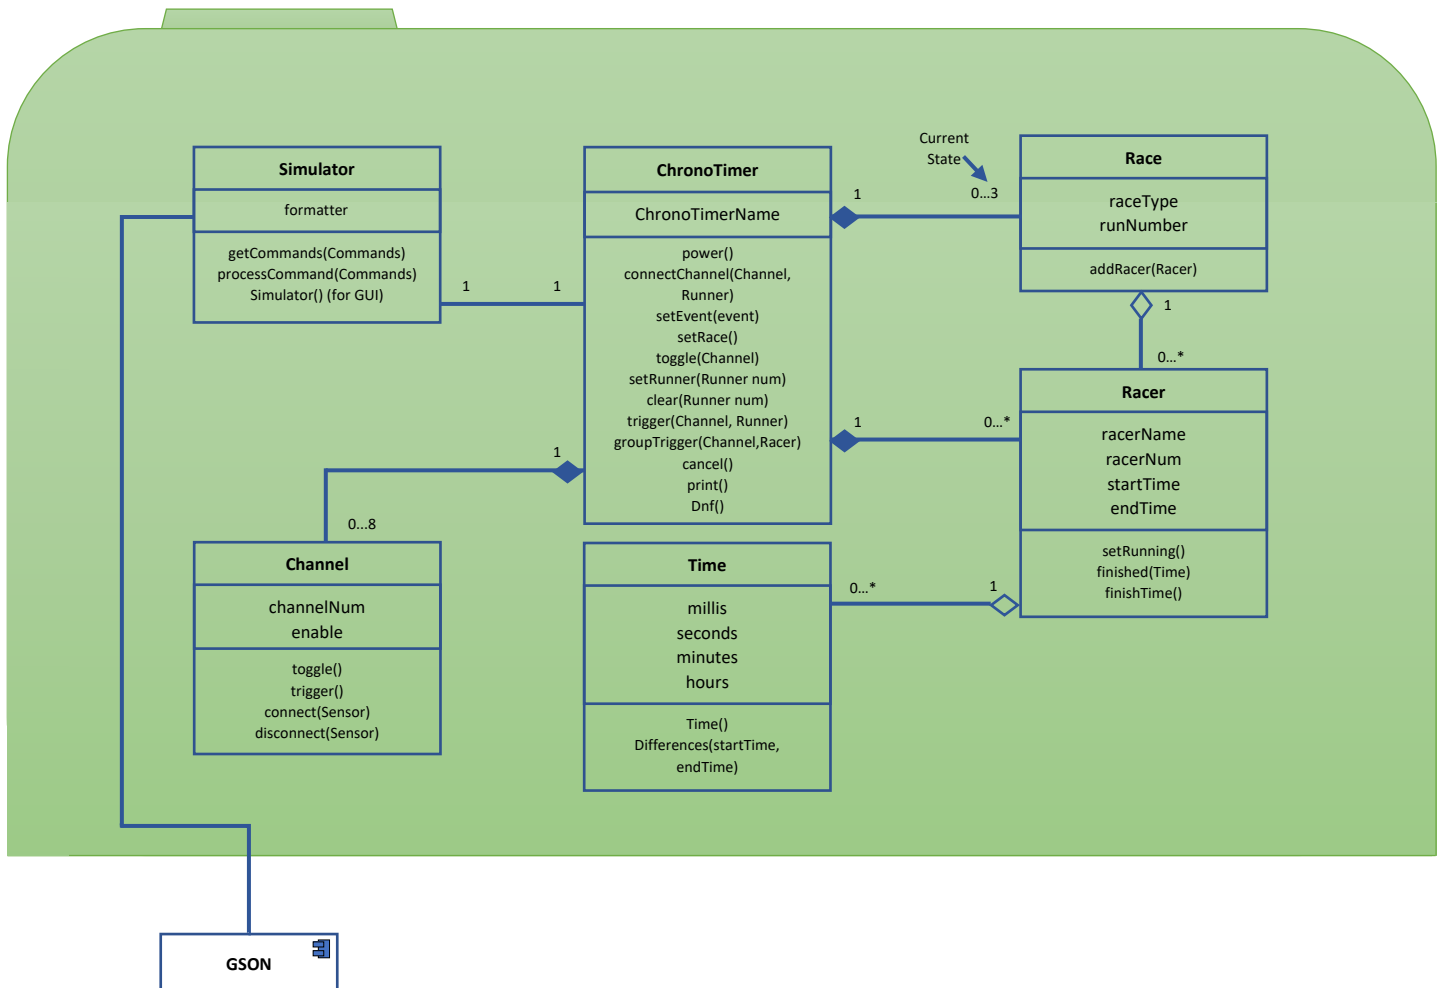 Simulator
formatter
getCommands(Commands)
processCommand(Commands)
Simulator() (for GUI)
1
1
ChronoTimer
ChronoTimerName
power()
connectChannel(Channel,
Runner)
setEvent(event)
setRace()
toggle(Channel)
setRunner(Runner num)
clear(Runner num)
trigger(Channel, Runner)
groupTrigger(Channel,Racer)
cancel()
print()
Dnf()
Current
State
1
0...3
Race
raceType
runNumber
addRacer(Racer)
1
0...*
1
0...*
Racer
racerName
racerNum
startTime
endTime
setRunning()
finished(Time)
finishTime()
1
0...8
Channel
channelNum
enable
toggle()
trigger()
connect(Sensor)
disconnect(Sensor)
Time
millis
seconds
minutes
hours
Time()
Differences(startTime,
endTime)
0...*
1
GSON